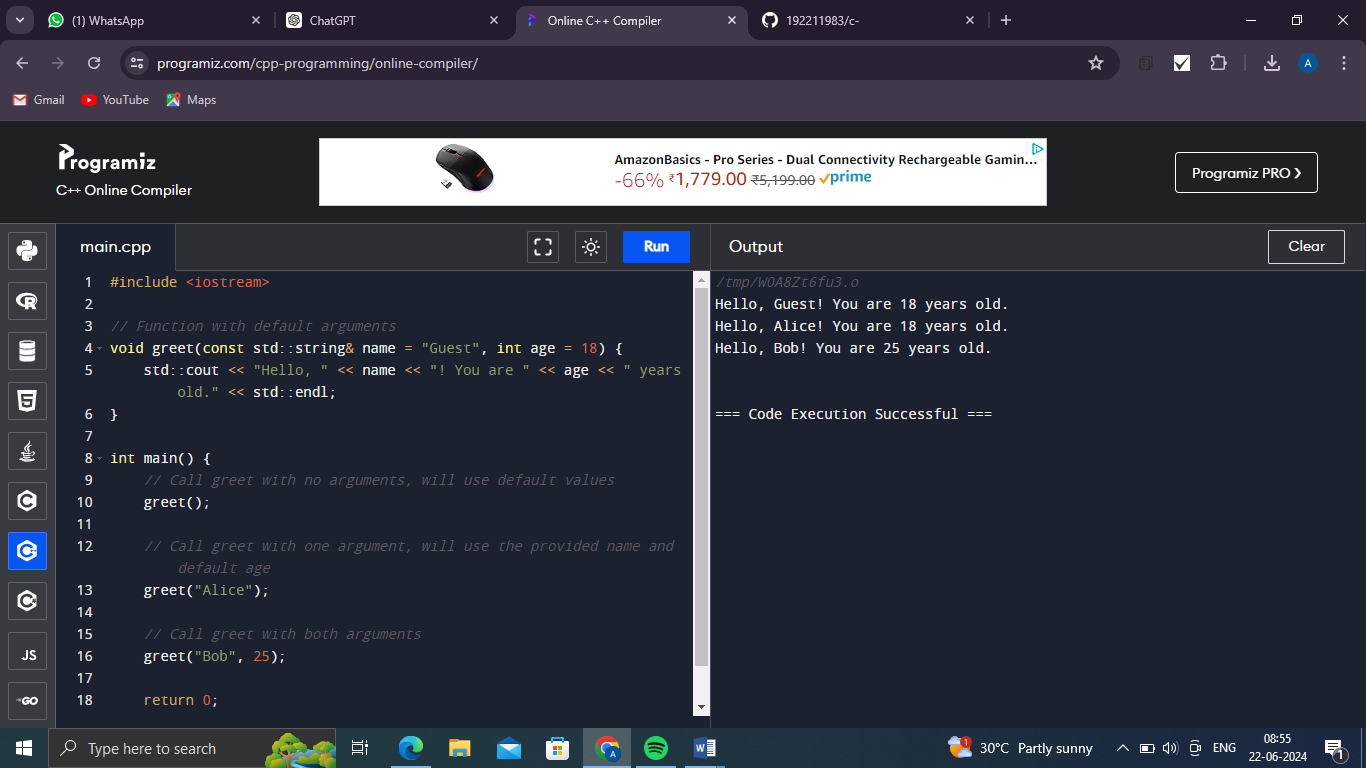 (1) WhatsApp
ChatGPT
Online C++ Compiler
192211983/c-
programiz.com/cpp-programming/online-compiler/
A
Gmail
YouTube
Maps
Programiz
C++ Online Compiler
AmazonBasics - Pro Series - Dual Connectivity Rechargeable Gamin...
-66% ₹1,779.00 ₹5,199.00 prime
Programiz PRO ❯
main.cpp
Run
Output
Clear
1 #include <iostream>
2
3 // Function with default arguments
4 void greet(const std::string& name = "Guest", int age = 18) {
5 std::cout << "Hello, " << name << "! You are " << age << " years
old." << std::endl;
6 }
7
8 int main() {
9 // Call greet with no arguments, will use default values
10 greet();
11
12 // Call greet with one argument, will use the provided name and
default age
13 greet("Alice");
14
15 // Call greet with both arguments
16 greet("Bob", 25);
17
18 return 0;
/tmp/WOA8Zt6fu3.o
Hello, Guest! You are 18 years old.
Hello, Alice! You are 18 years old.
Hello, Bob! You are 25 years old.
=== Code Execution Successful ===
R
5
C
C
C
JS
GO
Type here to search
A
W
1
30°C Partly sunny
ENG
08:55
22-06-2024
1